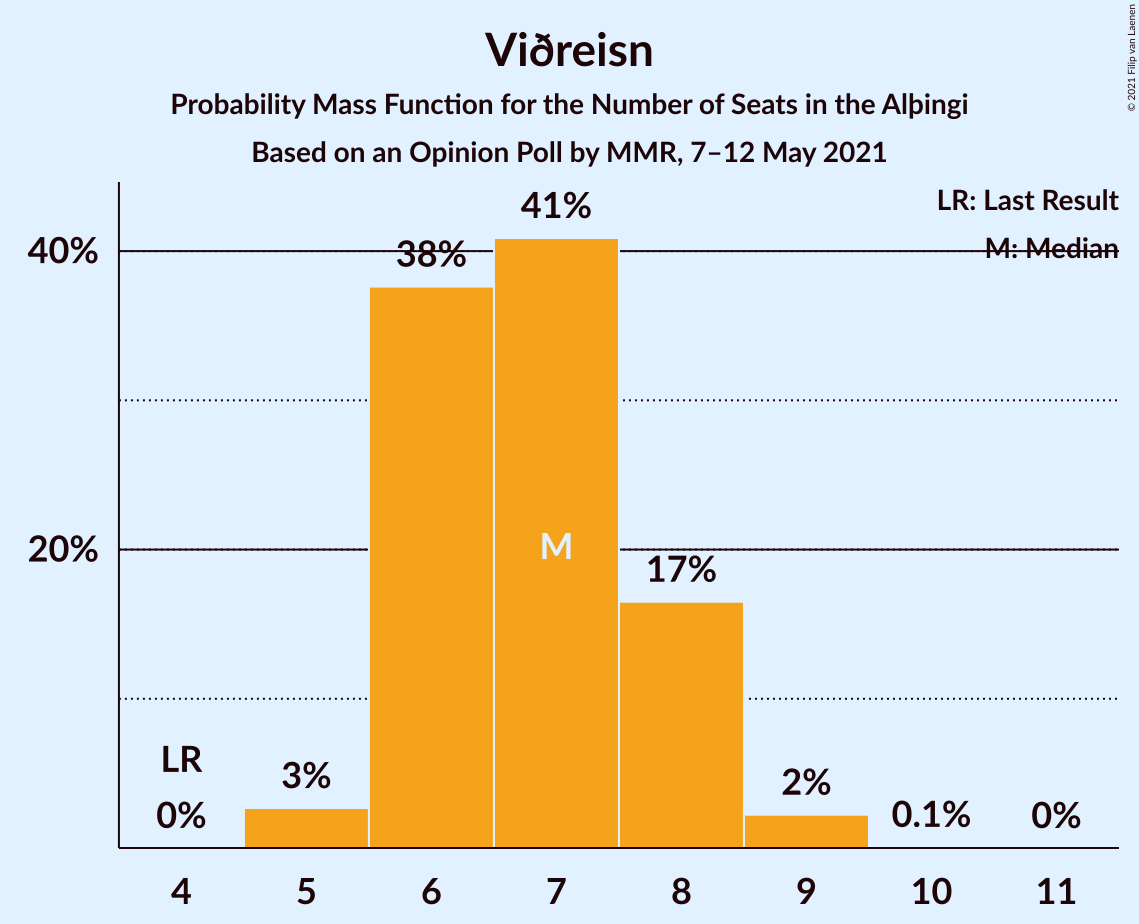 Viðreisn
Probability Mass Function for the Number of Seats in the Alþingi
Based on an Opinion Poll by MMR, 7–12 May 2021
© 2021 Filip van Laenen
LR: Last Result
M: Median
40%
20%
LR
0%
3%
38%
41%
M
17%
2%
0.1%
0%
4 5 6 7 8 9 10 11